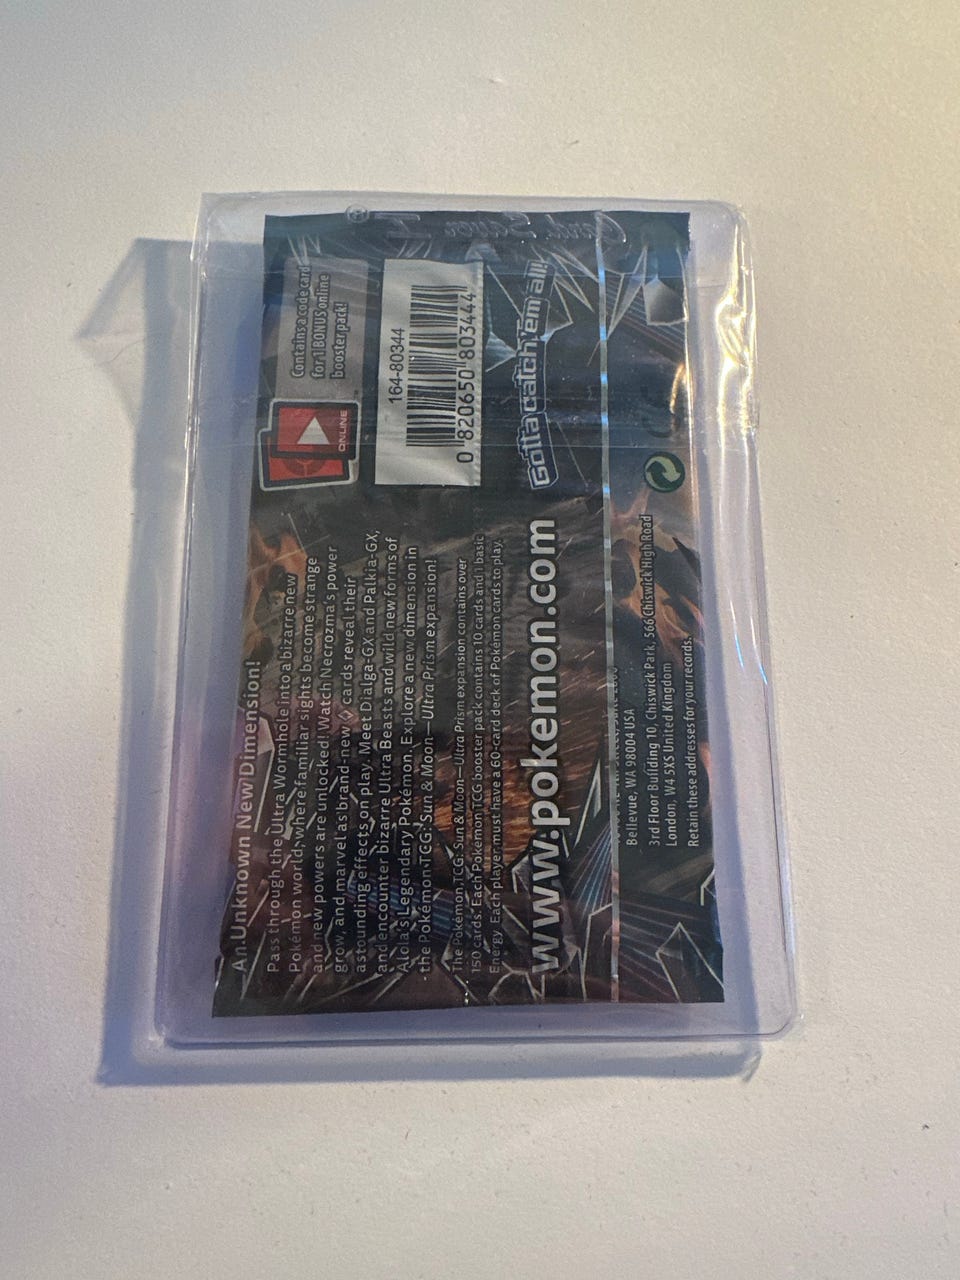 An Unknown New Dimension!
Pass through the Ultra Wormhole into a bizarre new
Pokémon world, where familiar sights become strange
and new powers are unlocked! Watch Necrozma's power
grow, and marvel as brand-new cards reveal their
asounding effects on play. Meet Dialga-GX and Palkia-GX,
and encounter bizarre Ultra Beasts and wild new forms of
Alola's Legendary Pokémon. Explore a new dimension in
the Pokémon TCG: Sun & Moon—Ultra Prism expansion!
The Pokémon TCG: Sun & Moon—Ultra Prism expansion contains over
150 cards. Each Pokémon TCG booster pack contains 10 cards and 1 basic
Energy. Each player must have a 60-card deck of Pokémon cards to play.
www.pokemon.com
Contains a code card
for 1 BONUS online
booster pack!
ONLINE
164-80344
0 820650 803444
Gotta catch 'em all!
Bellevue, WA 98004 USA
3rd Floor Building 10, Chiswick Park, 566 Chiswick High Road
London, W4 5XS United Kingdom
Retain these addresses for your records.